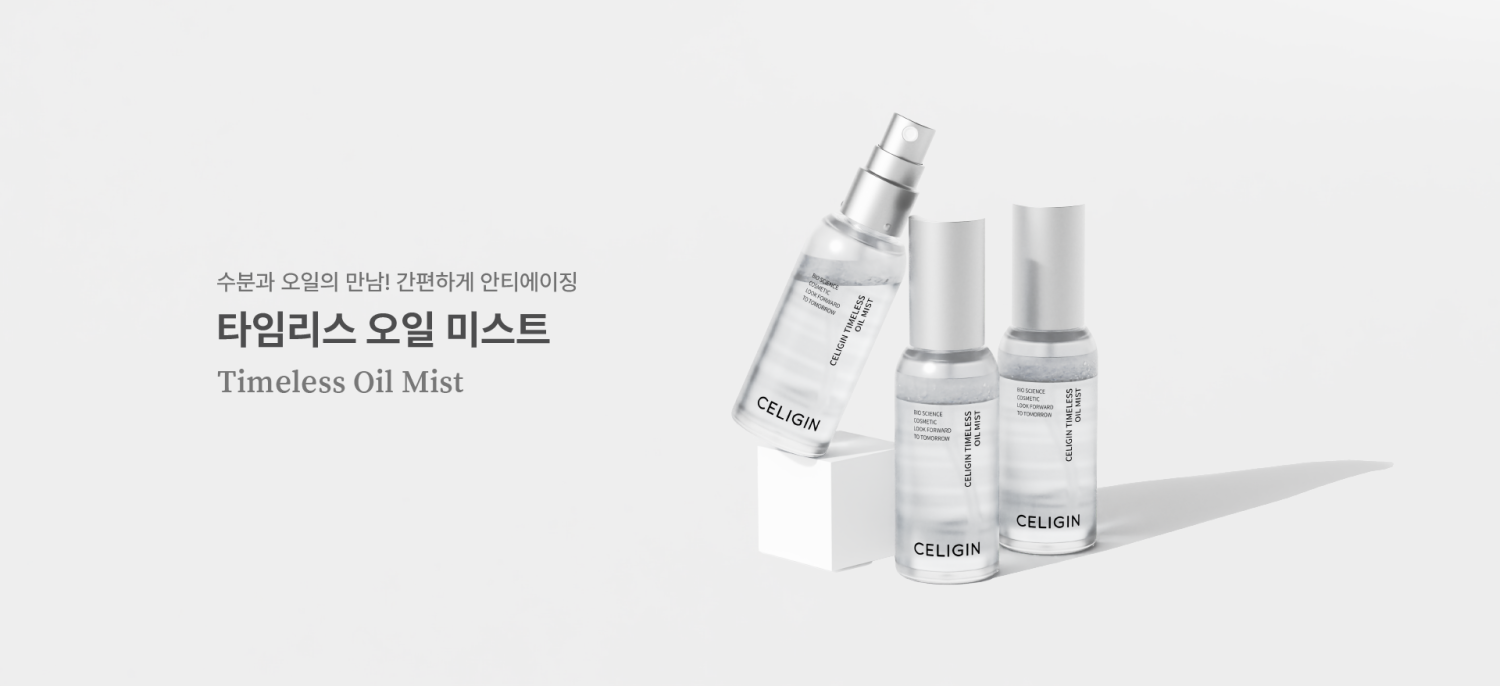 수분과 오일의 만남! 간편하게 안티에이징
타임리스 오일 미스트
Timeless Oil Mist
BIO SCIENCE
COSMETIC
LOOK FORWARD
TO TOMORROW
CELIGIN TIMELESS
OIL MIST
CELIGIN
BIO SCIENCE
COSMETIC
LOOK FORWARD
TO TOMORROW
CELIGIN TIMELESS
OIL MIST
CELIGIN
BIO SCIENCE
COSMETIC
LOOK FORWARD
TO TOMORROW
CELIGIN TIMELESS
OIL MIST
CELIGIN